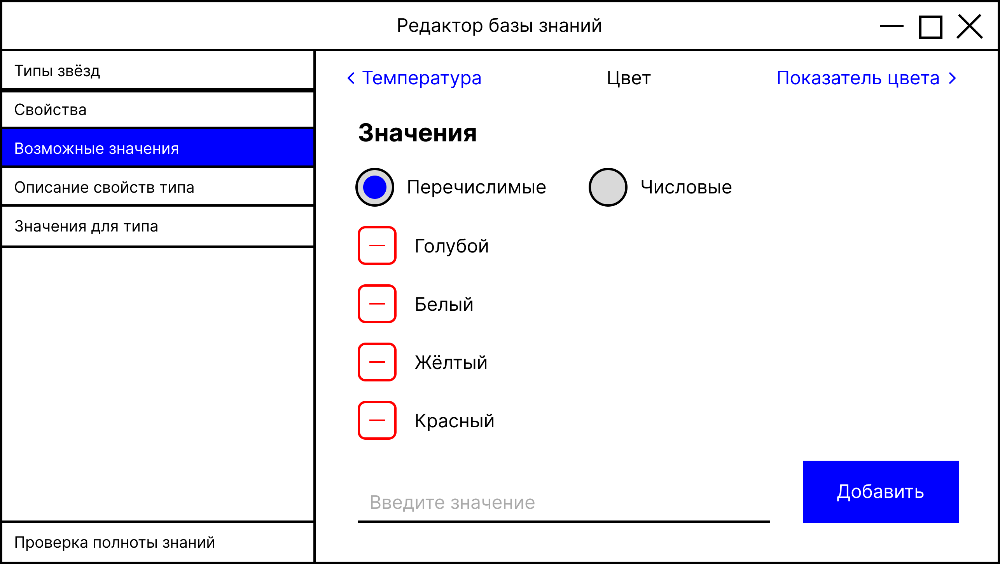 Редактор базы знаний
Типы звёзд
Свойства
Возможные значения
Описание свойств типа
Значения для типа
Проверка полноты знаний
Температура
Цвет
Показатель цвета
Значения
Перечислимые
Числовые
Голубой
Белый
Жёлтый
Красный
Введите значение
Добавить